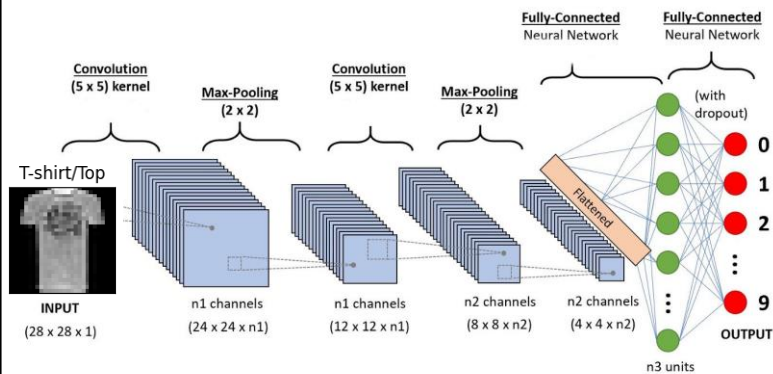 Convolution
(5 x 5) kernel
Max-Pooling
(2 x 2)
Convolution
(5 x 5) kernel
Max-Pooling
(2 x 2)
Fully-Connected
Neural Network
Fully-Connected
Neural Network
(with
dropout)
T-shirt/Top
Flattened
0
1
2
9
INPUT
(28 x 28 x 1)
n1 channels
(24 x 24 x n1)
n1 channels
(12 x 12 x n1)
n2 channels
(8 x 8 x n2)
n2 channels
(4 x 4 x n2)
n3 units
OUTPUT